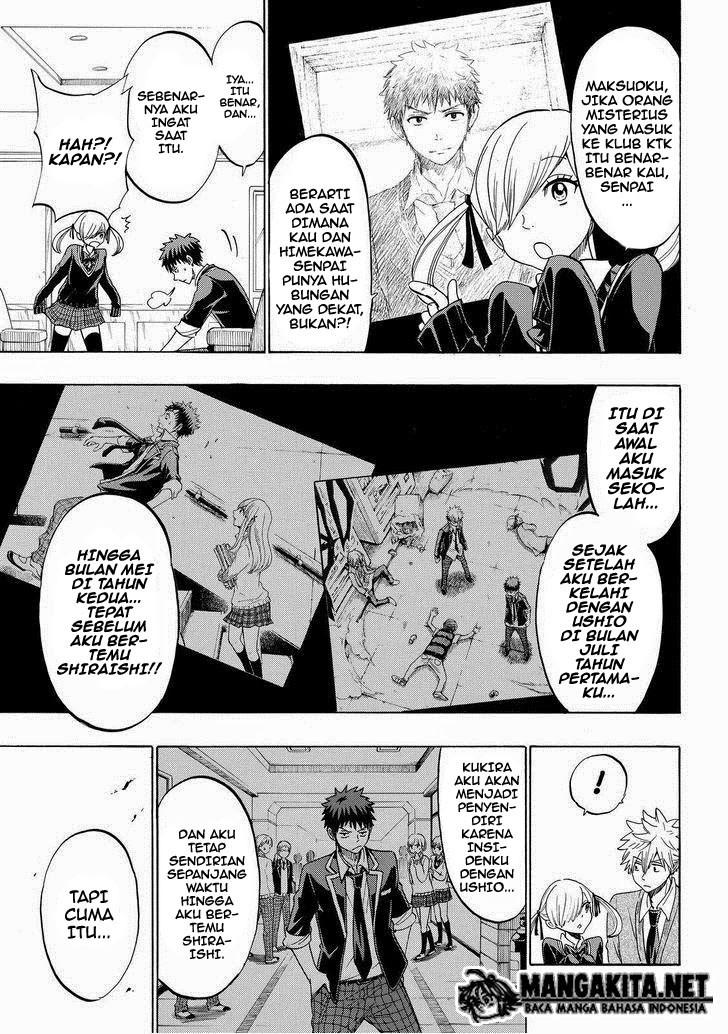 MAKSUDKU,
JIKA ORANG
MISTERIUS
YANG MASUK
KE KLUB KTK
ITU BENAR-
BENAR KAU,
SENPAI
...
BERARTI
ADA SAAT
DIMANA
KAU DAN
HIMEKAWA-
SENPAI
PUNYA HU-
BUNGAN
YANG DEKAT,
BUKAN?!
IYA...
ITU
BENAR,
DAN...
SEBENAR-
NYA AKU
INGAT
SAAT
ITU.
HAH?!
KAPAN?!
ITU DI
SAAT
AWAL
AKU
MASUK
SEKO-
LAH...
SEJAK
SETELAH
AKU BER-
KELAHI
DENGAN
USHIO
DI BULAN
JULI
TAHUN
PERTAMA-
KU...
HINGGA
BULAN MEI
DI TAHUN
KEDUA...
TEPAT
SEBELUM
AKU BER-
TEMU
SHIRAISHI!!
!
KUKIRA
AKU AKAN
MENJADI
PENYEN-
DIRI
KARENA
INSI-
DENKU
DENGAN
USHIO...
DAN AKU
TETAP
SENDIRIAN
SEPANJANG
WAKTU
HINGGA
AKU BER-
TEMU
SHIRA-
ISHI.
TAPI
CUMA
ITU...
MANGAKITA.NET
BACA MANGA BAHASA INDONESIA